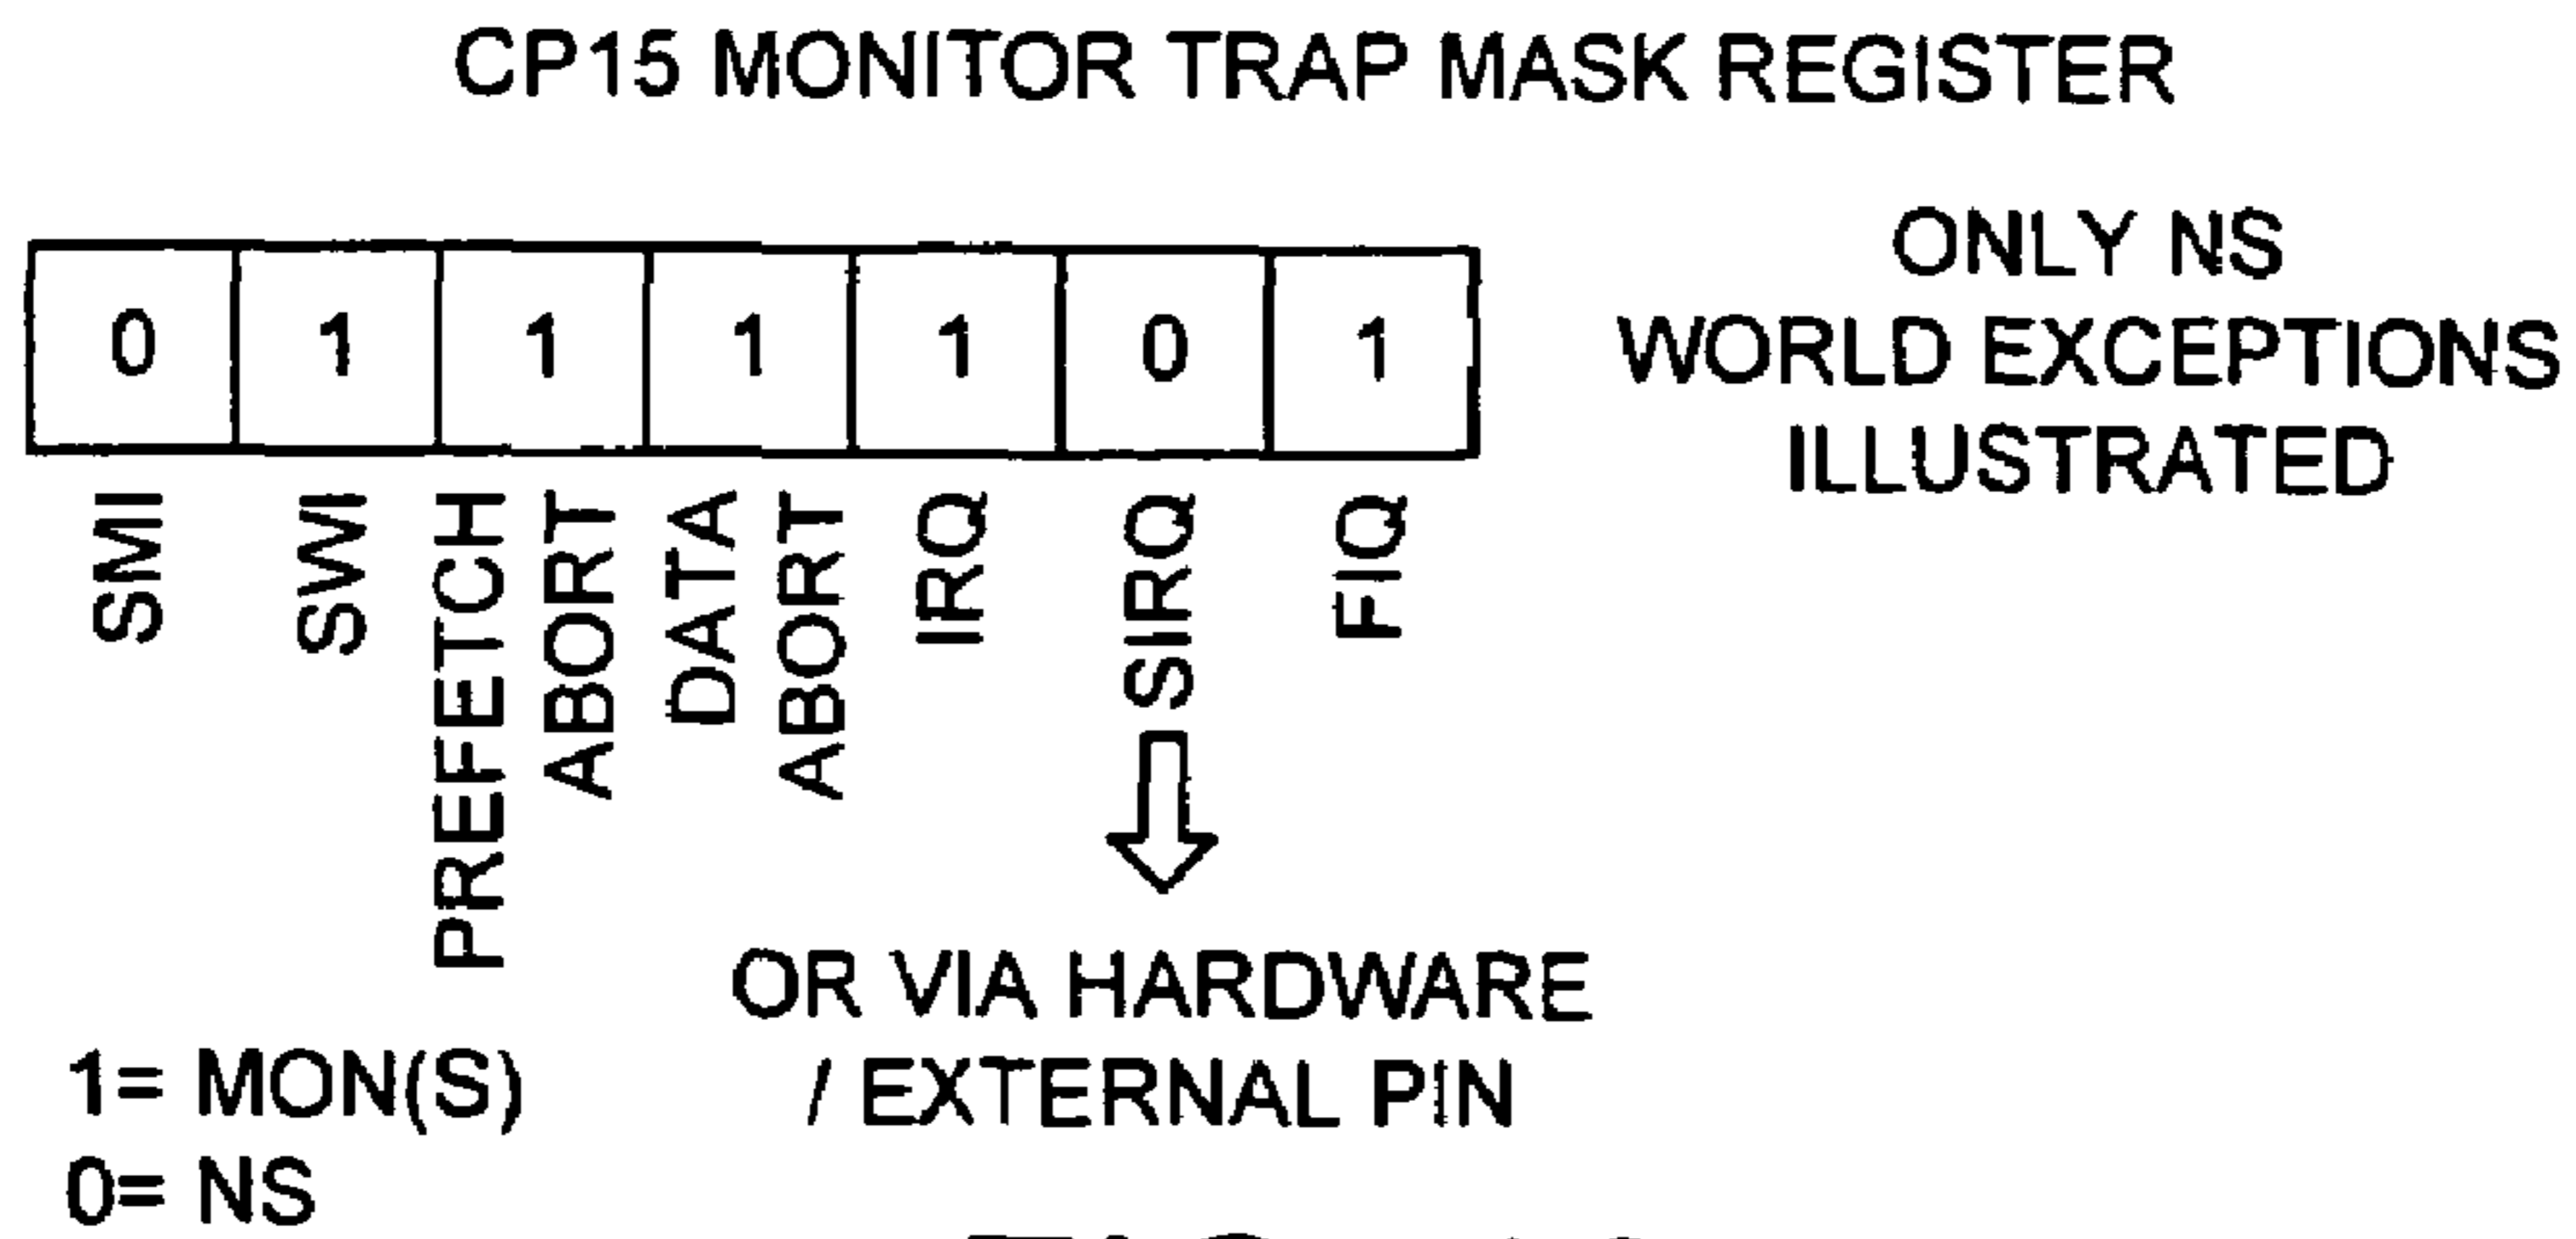 CP15 MONITOR TRAP MASK REGISTER
0 1 1 1 1 0 1
ONLY NS
WORLD EXCEPTIONS
ILLUSTRATED
SMI
SWI
PREFETCH
ABORT
DATA
ABORT
IRQ
SIRQ
FIQ
OR VIA HARDWARE
/ EXTERNAL PIN
1= MON(S)
0= NS